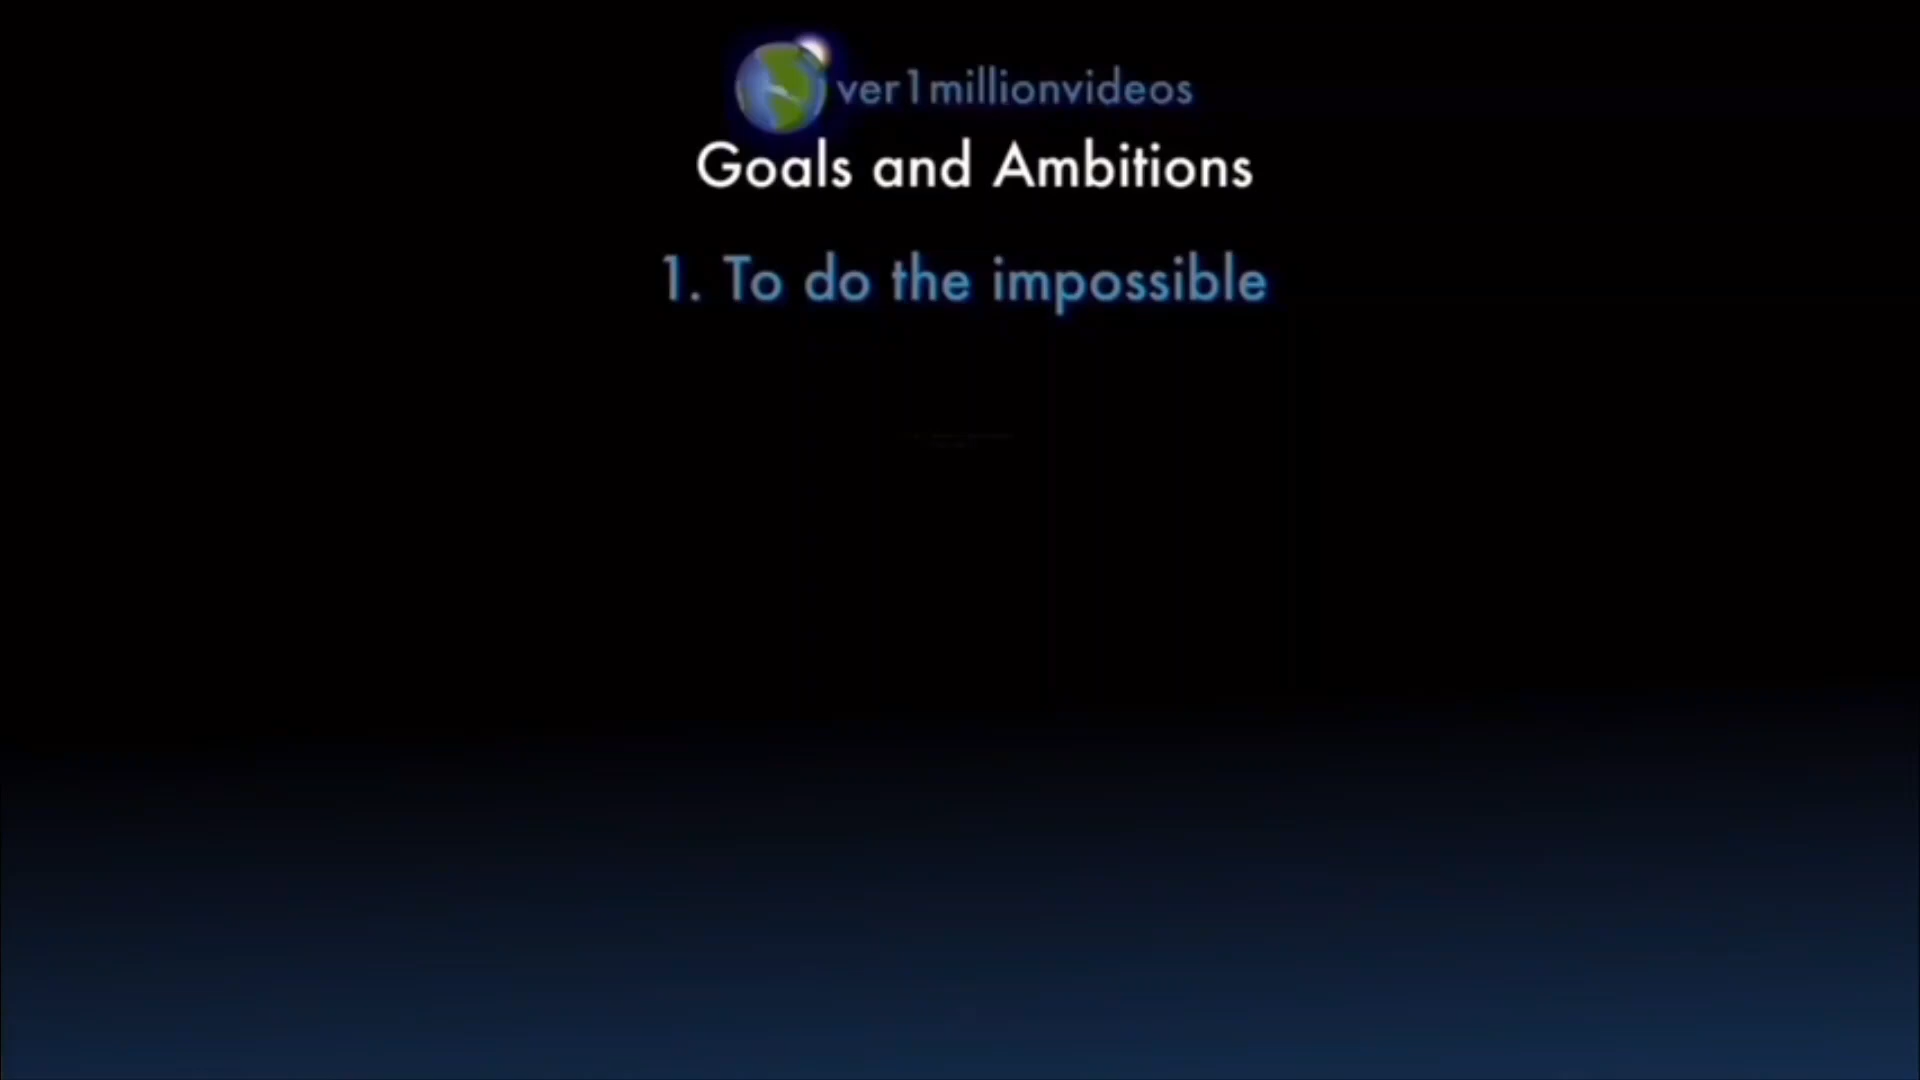 ver1millionvideos
Goals and Ambitions
1. To do the impossible